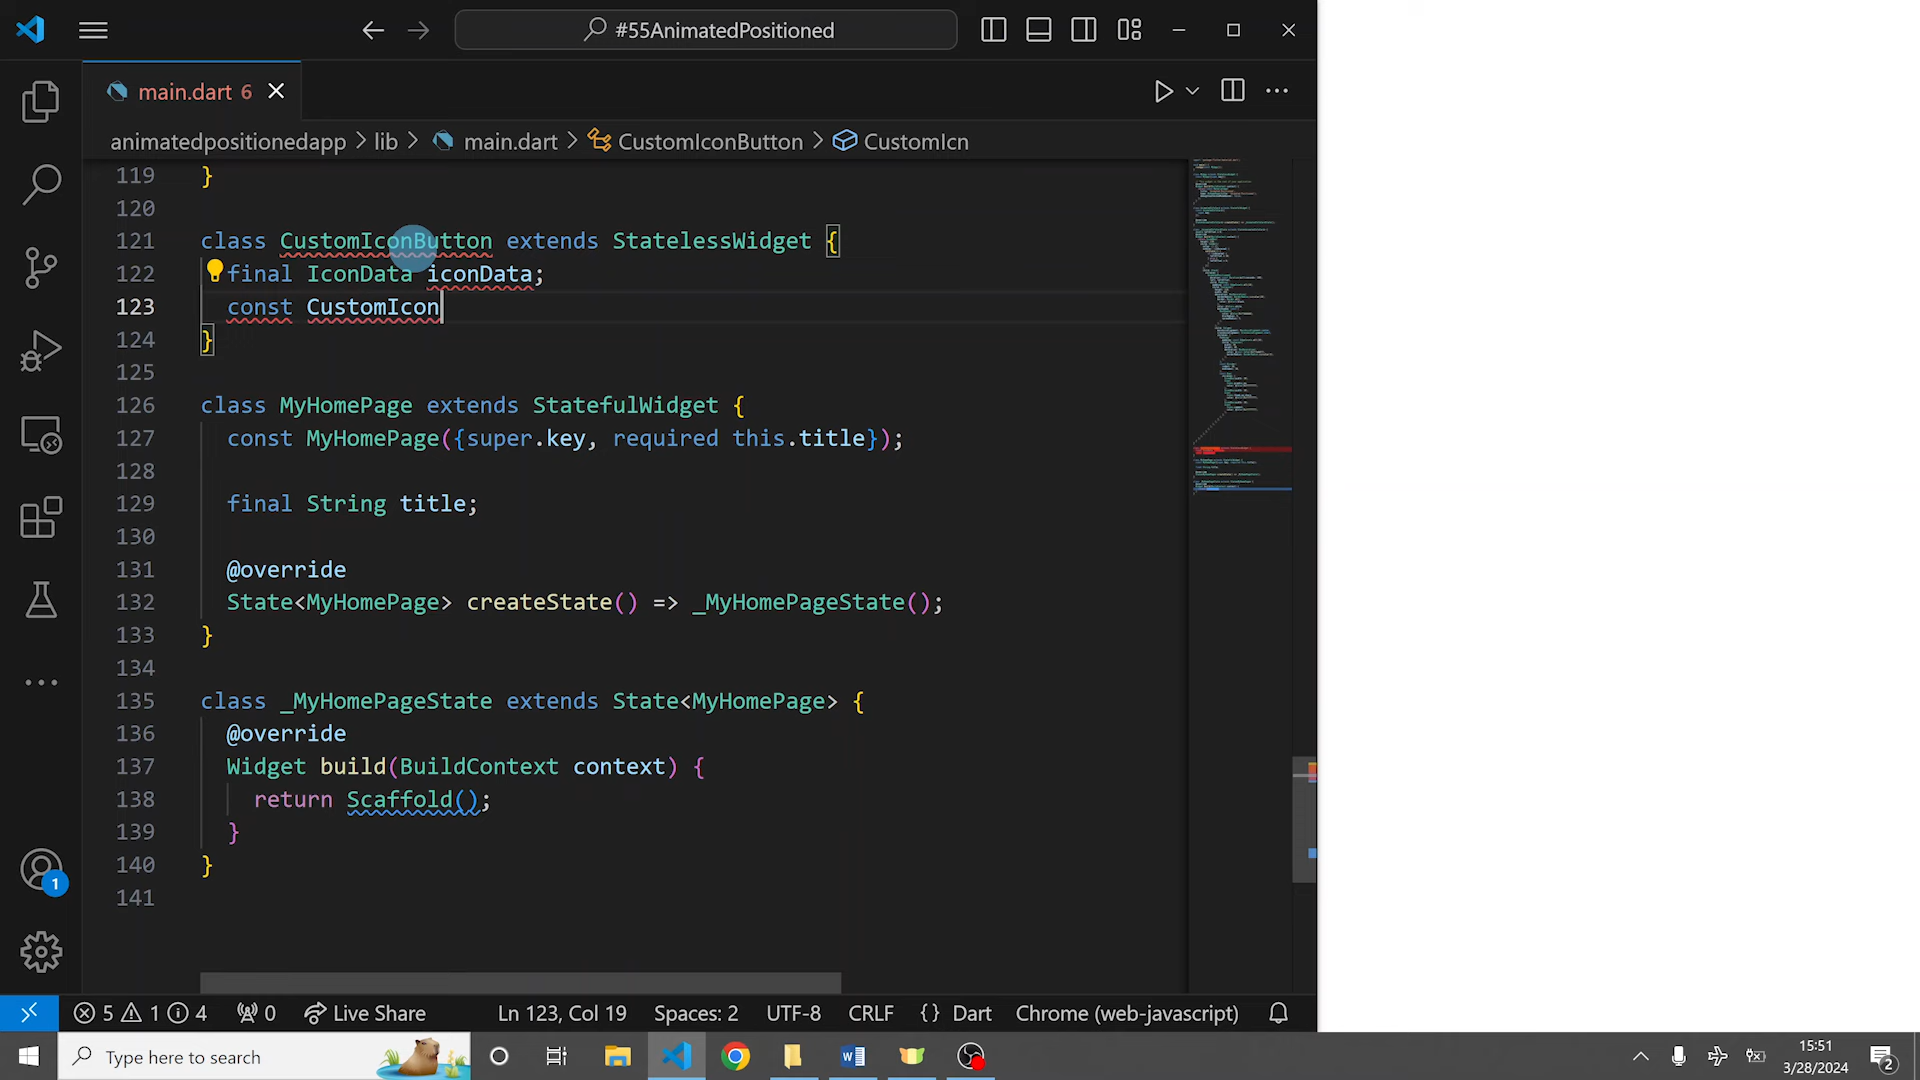 #55AnimatedPositioned
main.dart 6
animatedpositionedapp > lib > main.dart > CustomIconButton > CustomIcn
119 }
120
121 class CustomIconButton extends StatelessWidget {
122 final IconData iconData;
123 const CustomIcon
124 }
125
126 class MyHomePage extends StatefulWidget {
127 const MyHomePage({super.key, required this.title});
128
129 final String title;
130
131 @override
132 State<MyHomePage> createState() => _MyHomePageState();
133 }
134
135 class _MyHomePageState extends State<MyHomePage> {
136 @override
137 Widget build(BuildContext context) {
138 return Scaffold();
139 }
140 }
141
1
5 1 4 0 Live Share Ln 123, Col 19 Spaces: 2 UTF-8 CRLF {} Dart Chrome (web-javascript)
Type here to search
15:51
3/28/2024
2